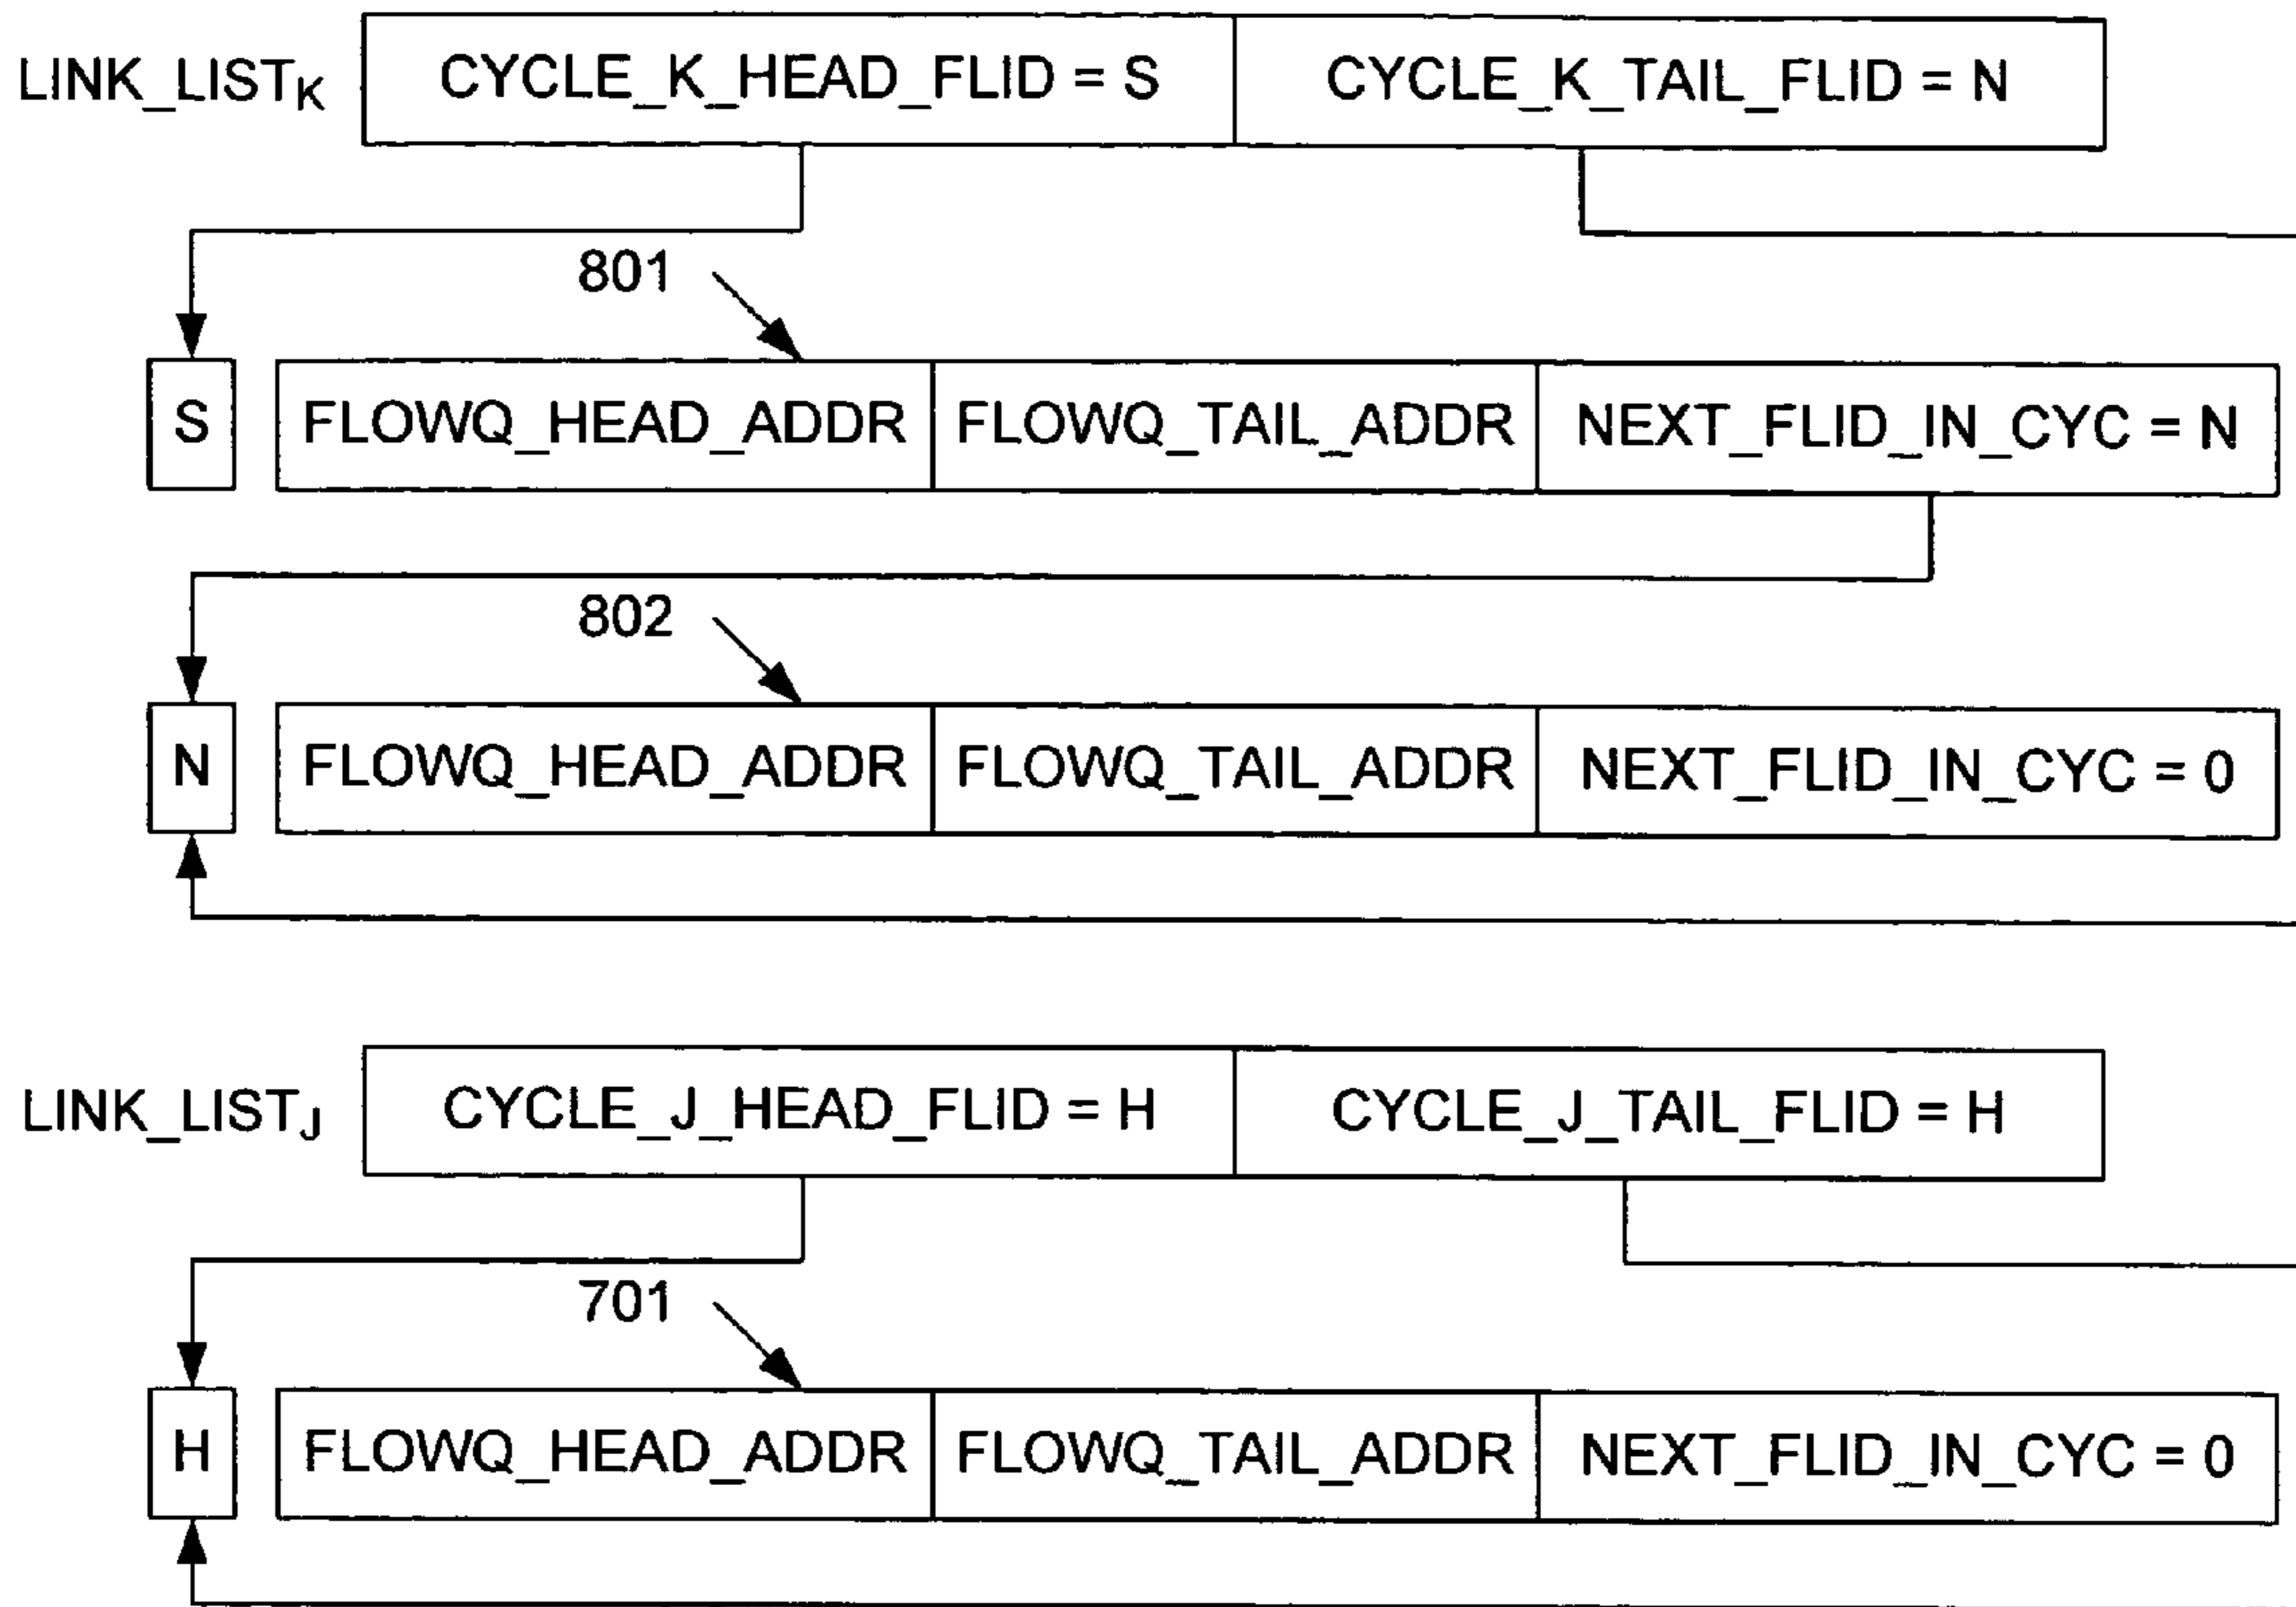 LINK_LISTK CYCLE_K_HEAD_FLID = S CYCLE_K_TAIL_FLID = N
801
S FLOWQ_HEAD_ADDR FLOWQ_TAIL_ADDR NEXT_FLID_IN_CYC = N
802
N FLOWQ_HEAD_ADDR FLOWQ_TAIL_ADDR NEXT_FLID_IN_CYC = 0
LINK_LISTJ CYCLE_J_HEAD_FLID = H CYCLE_J_TAIL_FLID = H
701
H FLOWQ_HEAD_ADDR FLOWQ_TAIL_ADDR NEXT_FLID_IN_CYC = 0